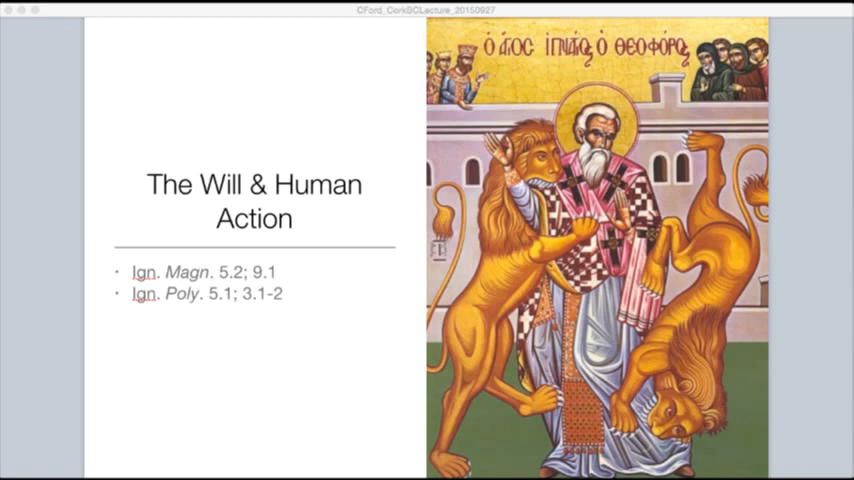 CFord_CorkBCLecture_20150927
The Will & Human
Action
• Ign. Magn. 5.2; 9.1
• Ign. Poly. 5.1; 3.1-2
Ὁ ἍΓΙΟC ἸΓΝΆΤΙΟς Ὁ ΘΕΟΦΌΡΟς